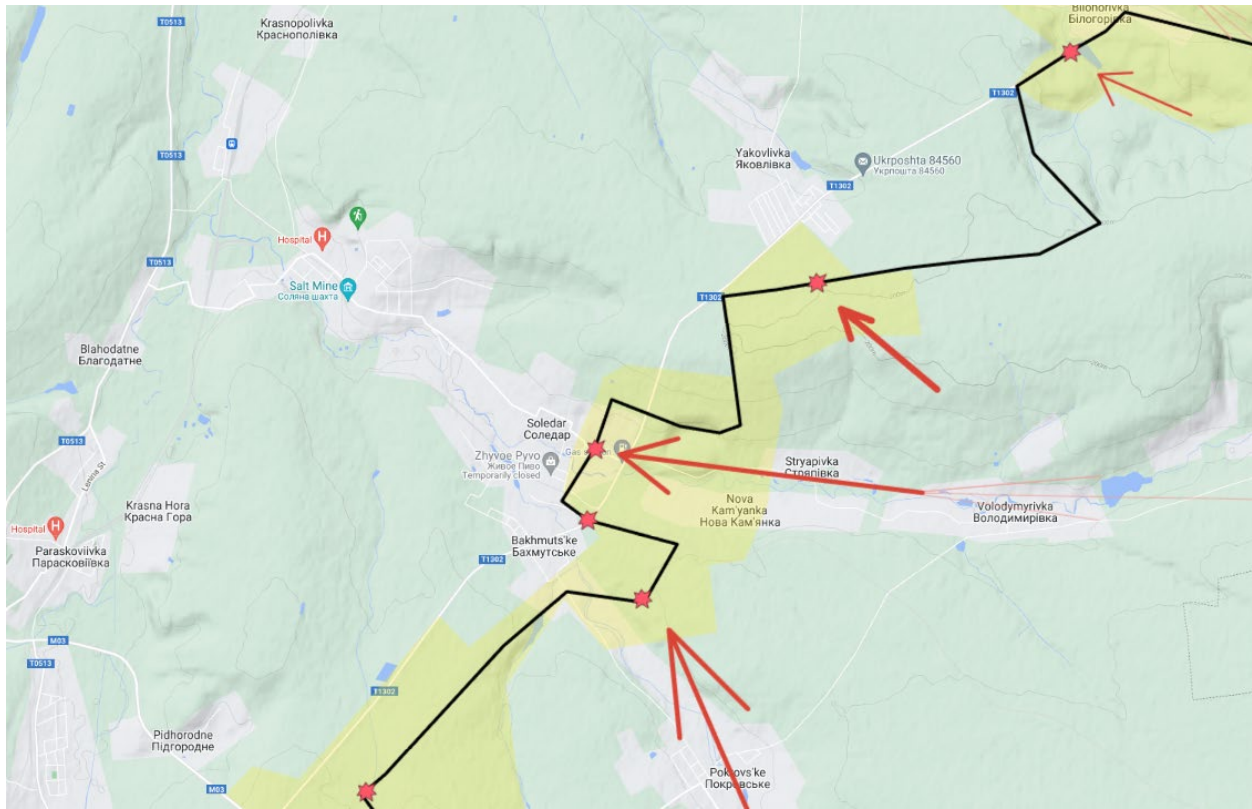 Bilohorivka
Білогорівка
T0513
Krasnopolivka
Краснополівка
T1302
T0513
Yakovlivka
Яковлівка
Ukrposhta 84560
Укрпошта 84560
T1302
Hospital
T0513
Salt Mine
Соляна шахта
T1302
Blahodatne
Благодатне
Soledar
Соледар
T0513
Zhyvoe Pyvo
Живое Пиво
Temporarily closed
Stryapivka
Стряпівка
Lenina St
Krasna Hora
Красна Гора
Nova
Kam'yanka
Нова Кам'янка
Volodymyrivka
Володимирівка
Hospital
Paraskoviivka
Парасковіївка
Bakhmuts'ke
Бахмутське
T1302
M03
T0513
T1302
Pidhorodne
Підгородне
Pokrovs'ke
Покровське
M03